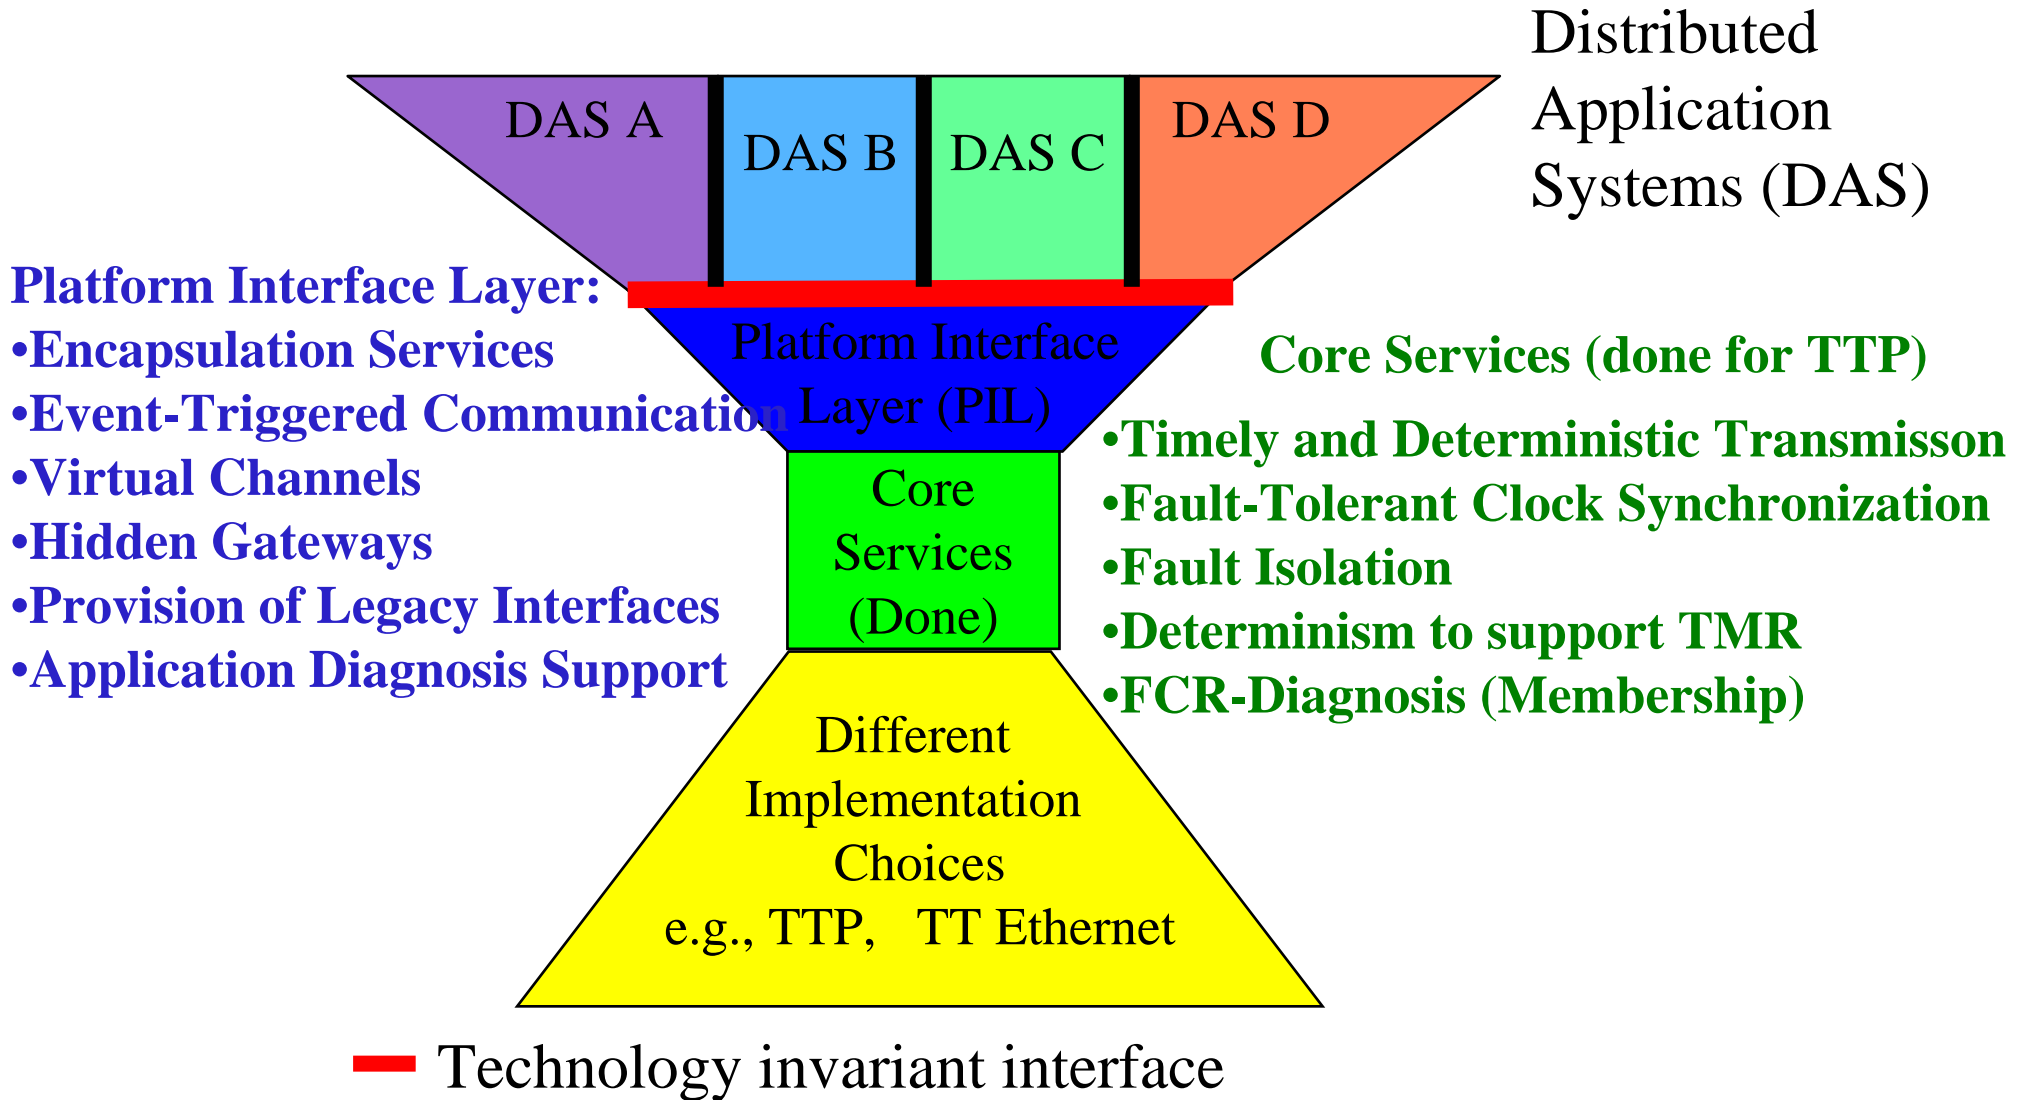 Distributed
Application
Systems (DAS)
DAS A
DAS B
DAS C
DAS D
Platform Interface Layer:
•Encapsulation Services
•Event-Triggered Communication
•Virtual Channels
•Hidden Gateways
•Provision of Legacy Interfaces
•Application Diagnosis Support
Platform Interface
Layer (PIL)
Core
Services
(Done)
Core Services (done for TTP)
•Timely and Deterministic Transmisson
•Fault-Tolerant Clock Synchronization
•Fault Isolation
•Determinism to support TMR
•FCR-Diagnosis (Membership)
Different
Implementation
Choices
e.g., TTP, TT Ethernet
Technology invariant interface